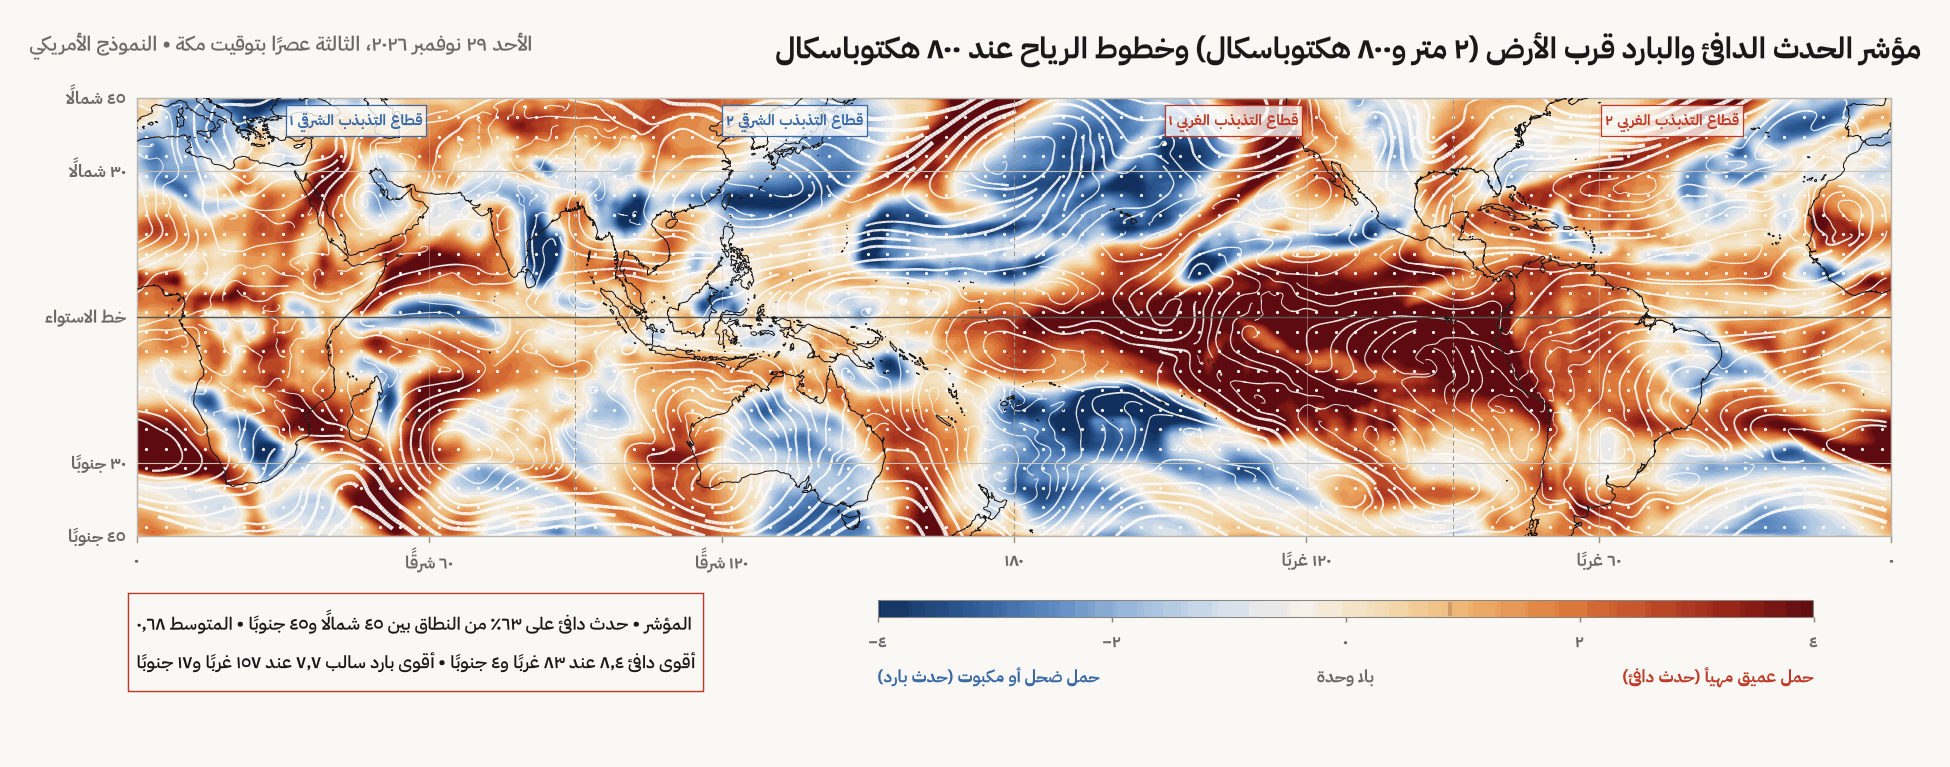 مؤشر الحدث الدافئ والبارد قرب الأرض (٢ متر و٨٠٠ هكتوباسكال) وخطوط الرياح عند ٨٠٠ هكتوباسكال
الأحد ٢٩ نوفمبر ٢٠٢٦، الثالثة عصرًا بتوقيت مكة • النموذج الأمريكي
قطاع التذبذب الشرقي ١
قطاع التذبذب الشرقي ٢
قطاع التذبذب الغربي ١
قطاع التذبذب الغربي ٢
٤٥ شمالًا
٣٠ شمالًا
خط الاستواء
٣٠ جنوبًا
٤٥ جنوبًا
٠
٦٠ شرقًا
١٢٠ شرقًا
١٨٠
١٢٠ غربًا
٦٠ غربًا
٠
المؤشر • حدث دافئ على ٦٣٪ من النطاق بين ٤٥ شمالًا و٤٥ جنوبًا • المتوسط ٠,٦٨
أقوى دافئ ٨,٤ عند ٨٣ غربًا و٤ جنوبًا • أقوى بارد سالب ٧,٧ عند ١٥٧ غربًا و١٧ جنوبًا
−٤
−٢
٠
٢
٤
حمل عميق مهيأ (حدث دافئ)
بلا وحدة
حمل ضحل أو مكبوت (حدث بارد)